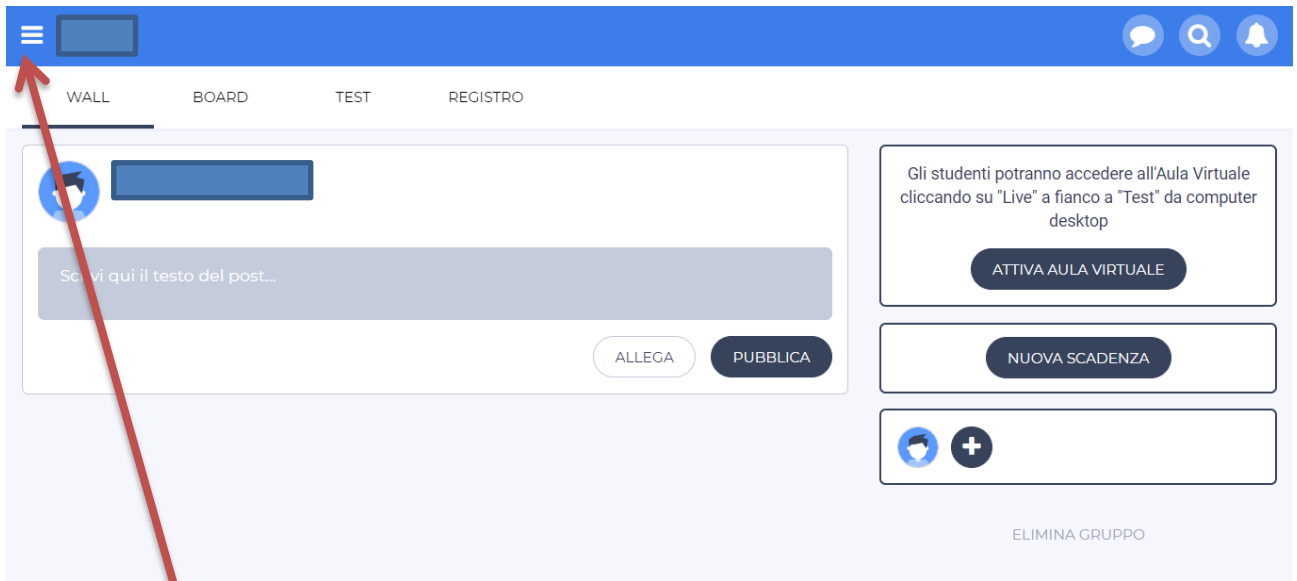 WALL
BOARD
TEST
REGISTRO
Scrivi qui il testo del post...
ALLEGA
PUBBLICA
Gli studenti potranno accedere all'Aula Virtuale
cliccando su "Live" a fianco a "Test" da computer
desktop
ATTIVA AULA VIRTUALE
NUOVA SCADENZA
ELIMINA GRUPPO